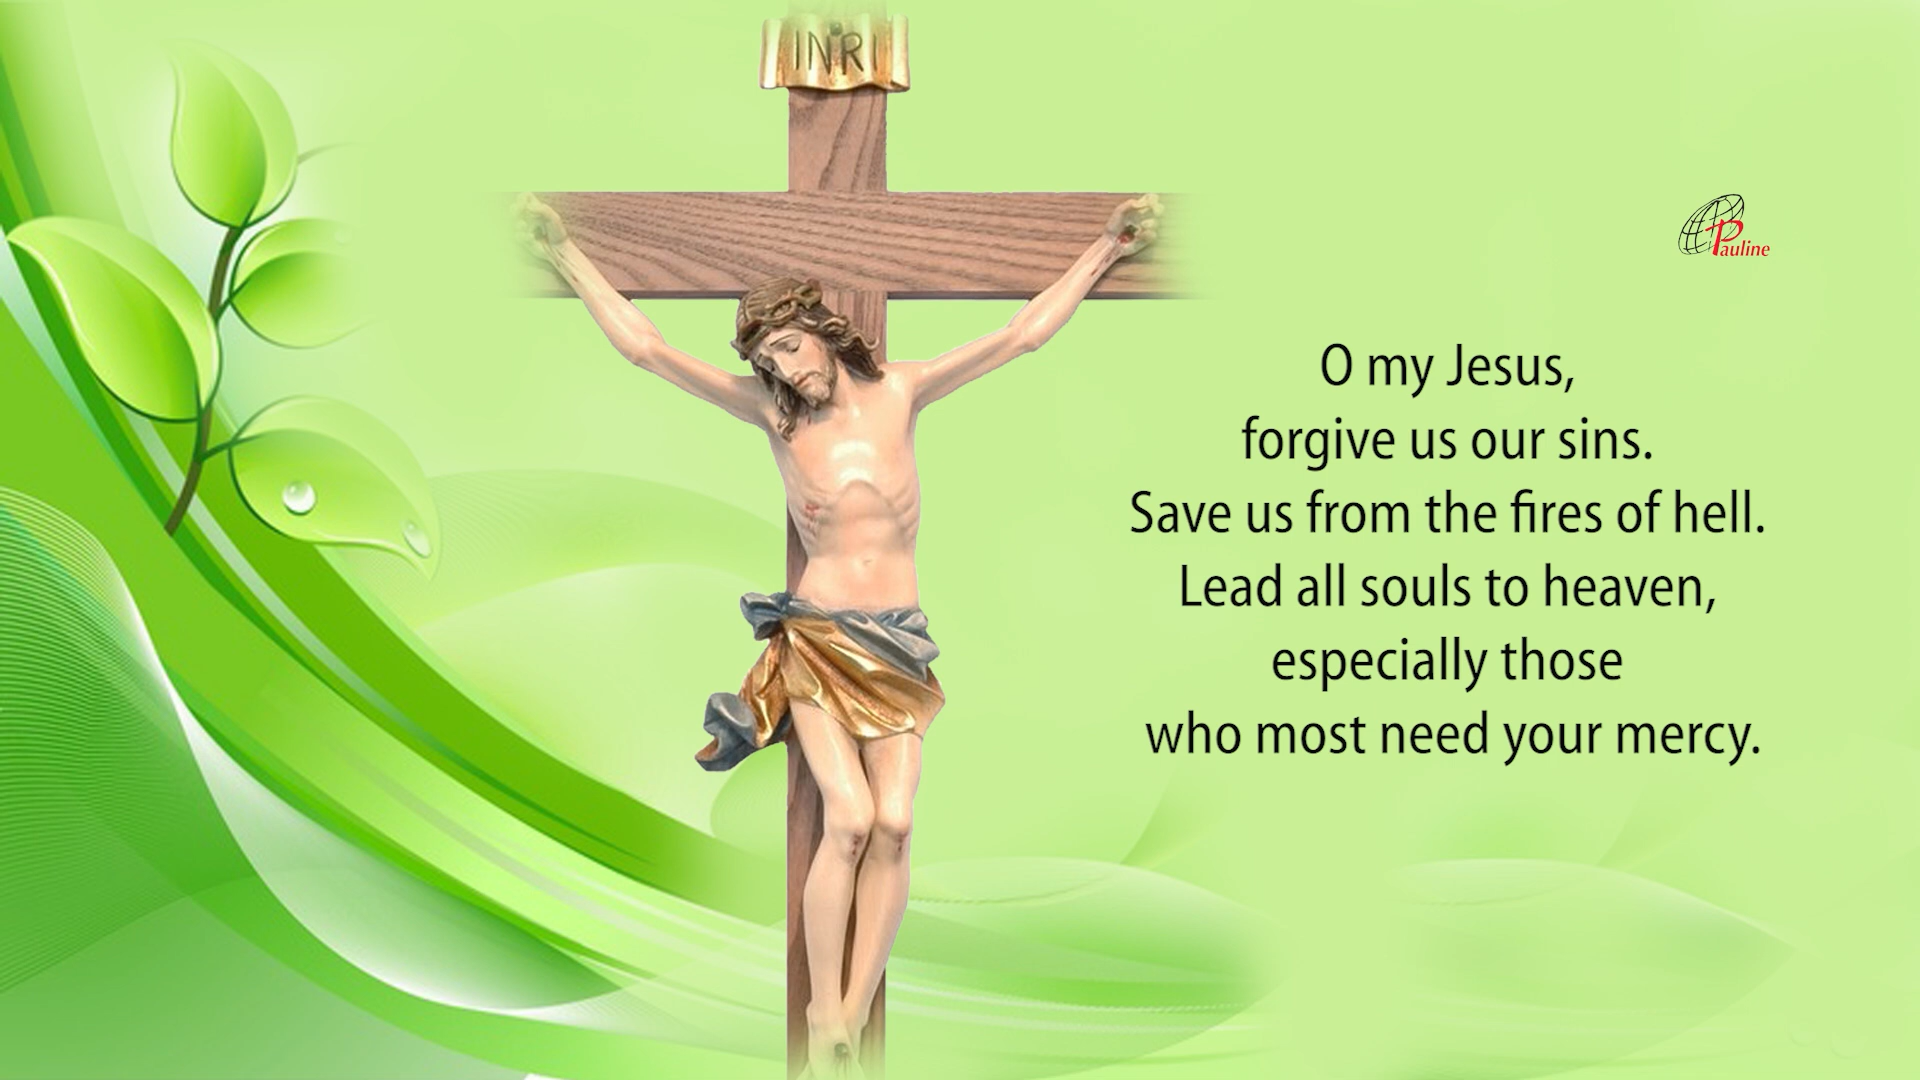 INRI
Pauline
O my Jesus,
forgive us our sins.
Save us from the fires of hell.
Lead all souls to heaven,
especially those
who most need your mercy.